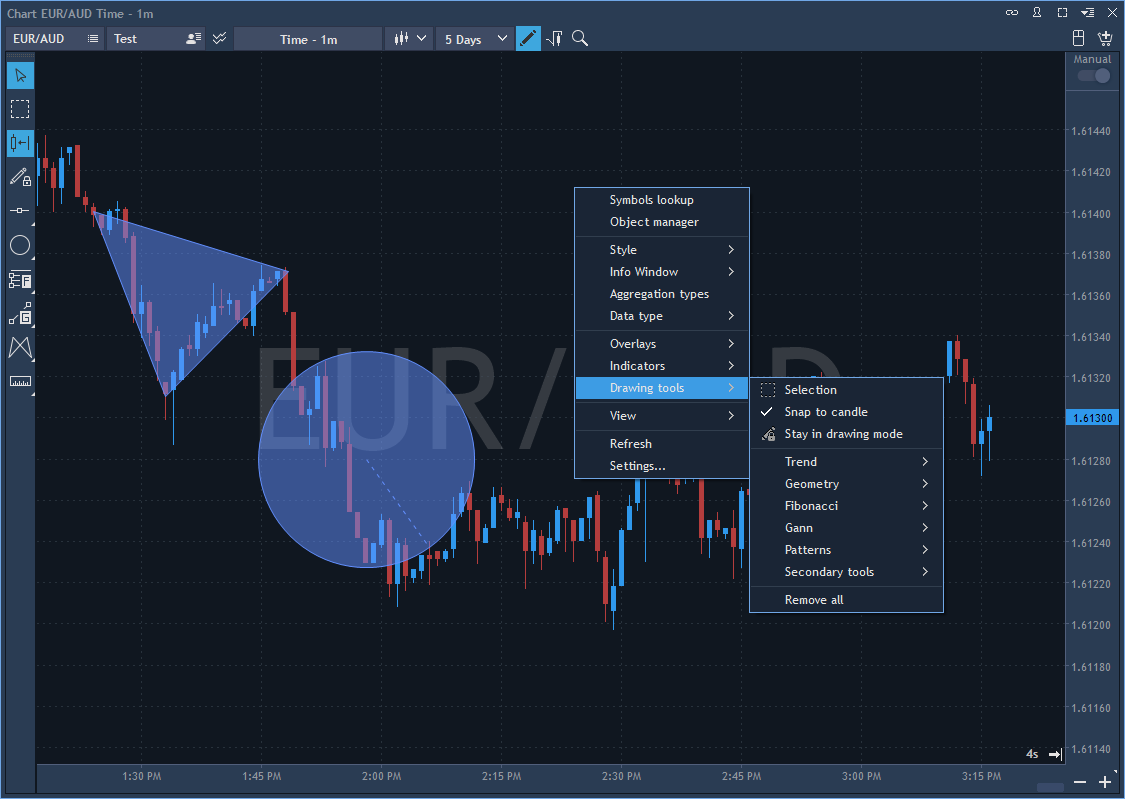 Chart EUR/AUD Time - 1m
EUR/AUD
Test
Time - 1m
5 Days
Manual
1.61440
1.61420
1.61400
1.61380
1.61360
1.61340
1.61320
1.61300
1.61280
1.61260
1.61240
1.61220
1.61200
1.61180
1.61160
1.61140
EUR/ D
Symbols lookup
Object manager
Style
Info Window
Aggregation types
Data type
Overlays
Indicators
Drawing tools
View
Refresh
Settings...
Selection
Snap to candle
Stay in drawing mode
Trend
Geometry
Fibonacci
Gann
Patterns
Secondary tools
Remove all
F
G
4s
1:30 PM
1:45 PM
2:00 PM
2:15 PM
2:30 PM
2:45 PM
3:00 PM
3:15 PM